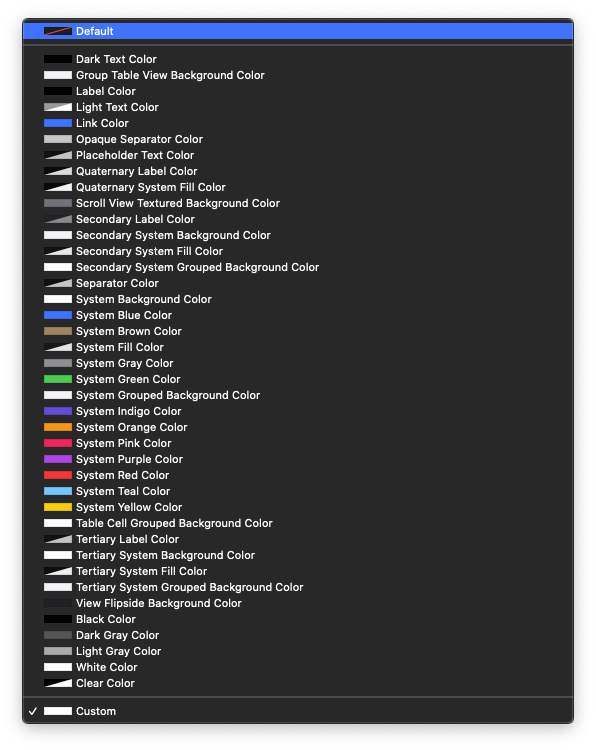 Default
Dark Text Color
Group Table View Background Color
Label Color
Light Text Color
Link Color
Opaque Separator Color
Placeholder Text Color
Quaternary Label Color
Quaternary System Fill Color
Scroll View Textured Background Color
Secondary Label Color
Secondary System Background Color
Secondary System Fill Color
Secondary System Grouped Background Color
Separator Color
System Background Color
System Blue Color
System Brown Color
System Fill Color
System Gray Color
System Green Color
System Grouped Background Color
System Indigo Color
System Orange Color
System Pink Color
System Purple Color
System Red Color
System Teal Color
System Yellow Color
Table Cell Grouped Background Color
Tertiary Label Color
Tertiary System Background Color
Tertiary System Fill Color
Tertiary System Grouped Background Color
View Flipside Background Color
Black Color
Dark Gray Color
Light Gray Color
White Color
Clear Color
Custom